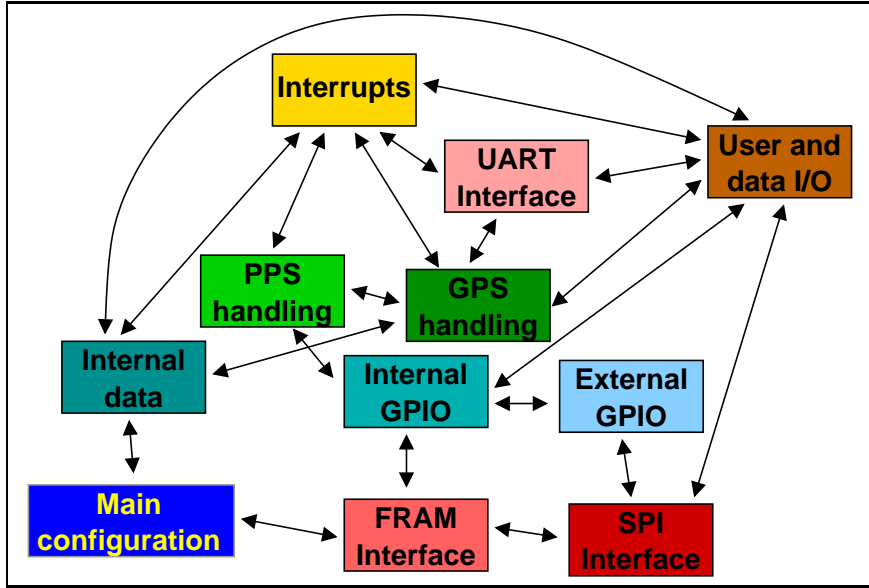 Interrupts
UART
Interface
User and
data I/O
PPS
handling
GPS
handling
Internal
data
Internal
GPIO
External
GPIO
Main
configuration
FRAM
Interface
SPI
Interface